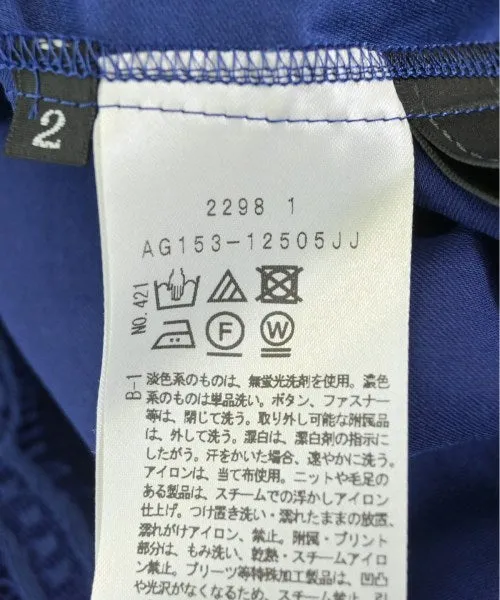 2
2298 1
AG153-12505JJ
NO.421
F
W
B-1
淡色系のものは、無蛍光洗剤を使用。濃色
系のものは単品洗い。ボタン、ファスナー
等は、閉じて洗う。取り外し可能な附属品
は、外して洗う。漂白は、漂白剤の指示に
したがう。汗をかいた場合、速やかに洗う。
アイロンは、当て布使用。ニットや毛足の
ある製品は、スチームでの浮かしアイロン
仕上げ。つけ置き洗い・濡れたままの放置、
濡れがけアイロン、禁止。附属・プリント
部分は、もみ洗い、乾熱・スチームアイロ
ン禁止。プリーツ等特殊加工製品は、凹凸
や光沢がなくなるため、スチーム禁止。引